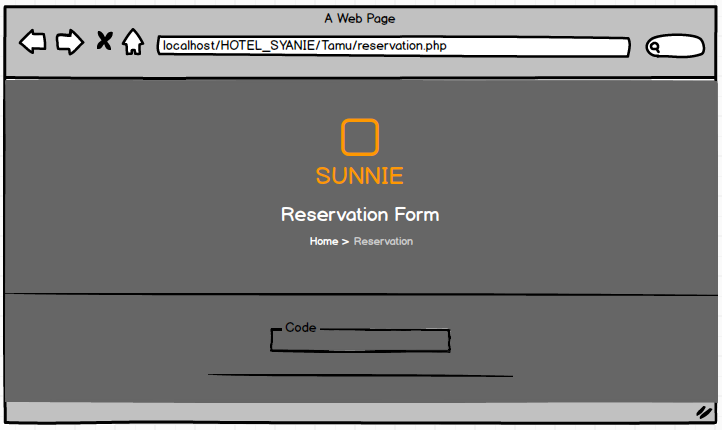 A Web Page
localhost/HOTEL_SYANIE/Tamu/reservation.php
SUNNIE
Reservation Form
Home > Reservation
Code